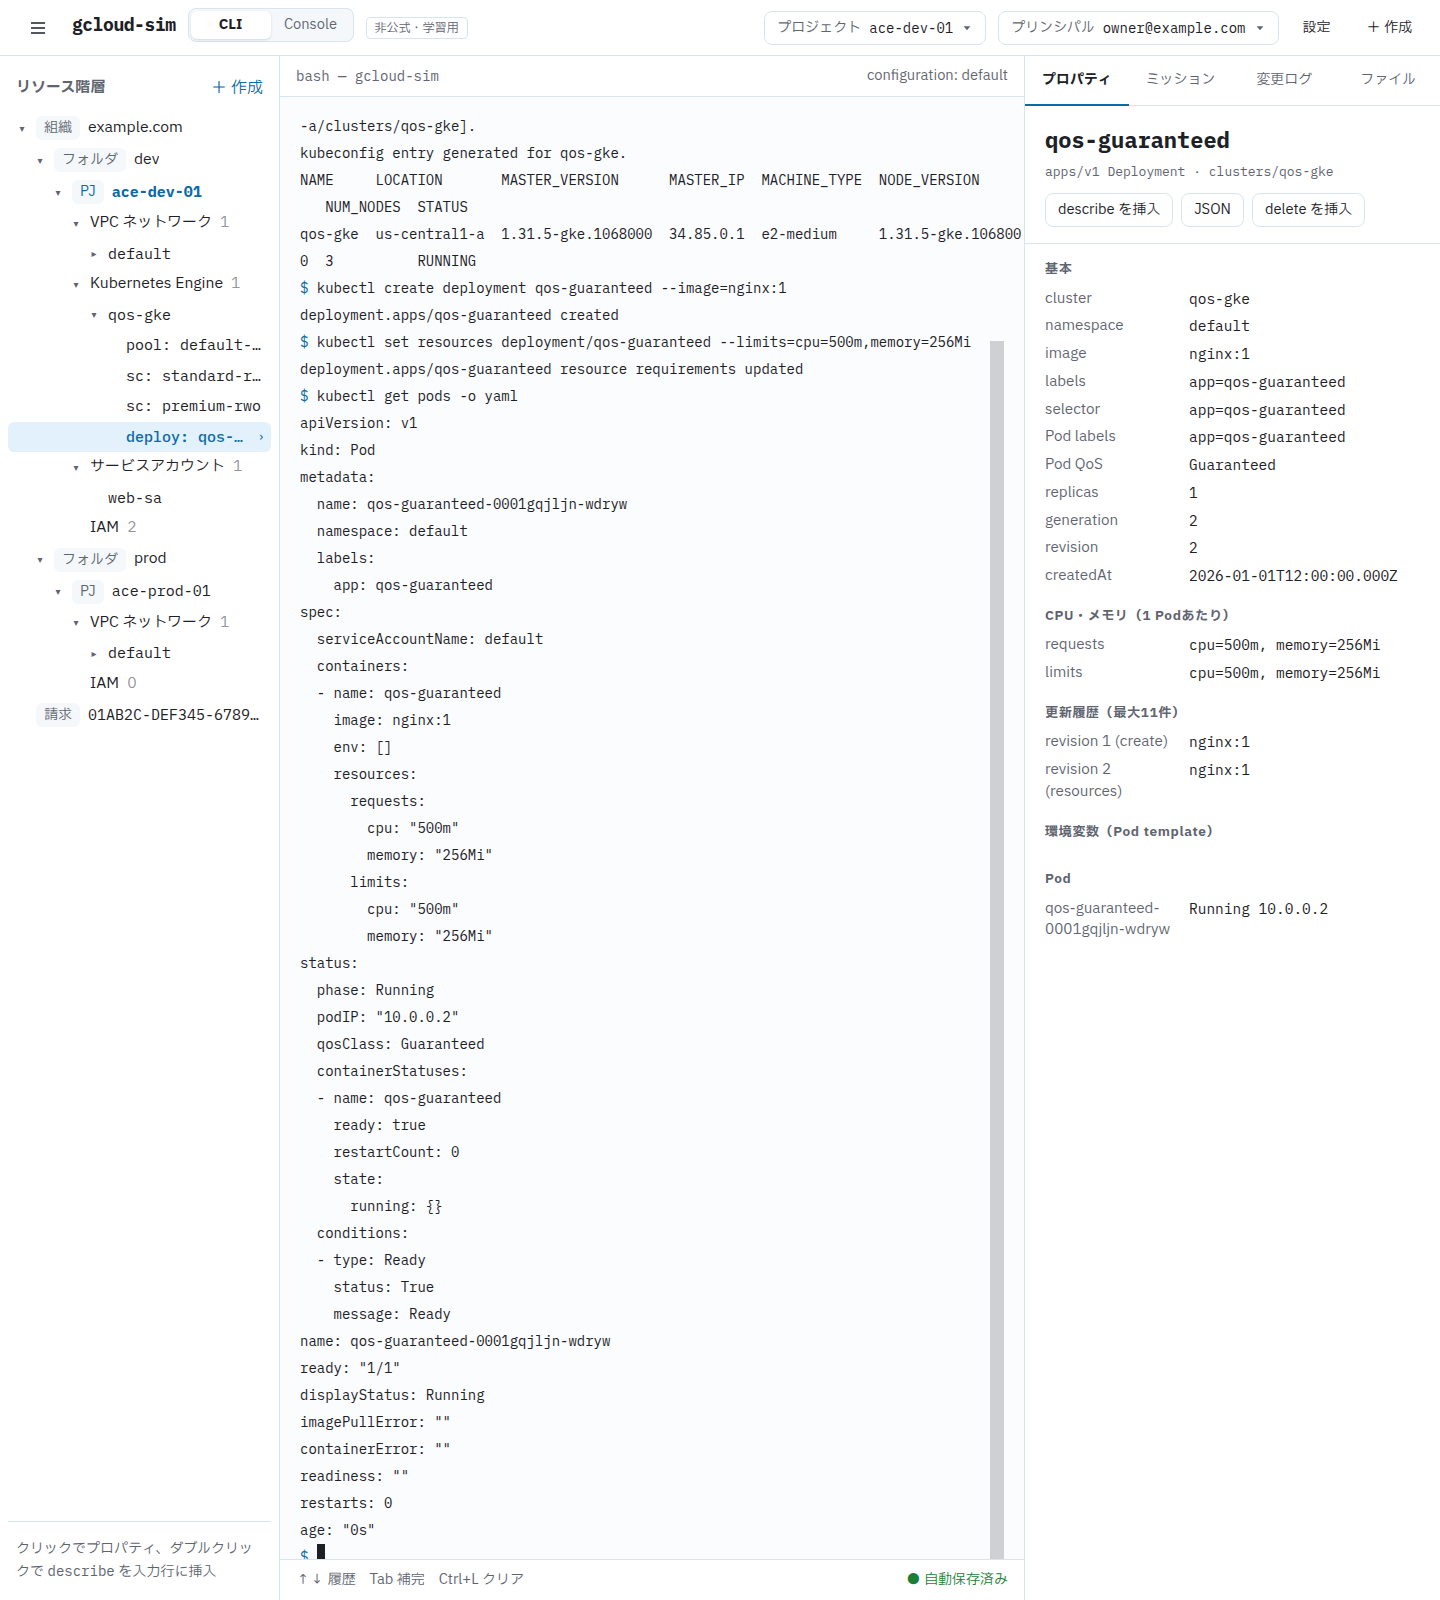 gcloud-sim
CLI
Console
非公式・学習用
プロジェクト ace-dev-01
プリンシパル owner@example.com
設定
＋ 作成
リソース階層
＋ 作成
組織 example.com
フォルダ dev
PJ ace-dev-01
VPC ネットワーク 1
default
Kubernetes Engine 1
qos-gke
pool: default-…
sc: standard-r…
sc: premium-rwo
deploy: qos-… ›
サービスアカウント 1
web-sa
IAM 2
フォルダ prod
PJ ace-prod-01
VPC ネットワーク 1
default
IAM 0
請求 01AB2C-DEF345-6789…
クリックでプロパティ、ダブルクリッ
クで describe を入力行に挿入
bash — gcloud-sim
configuration: default
-a/clusters/qos-gke].
kubeconfig entry generated for qos-gke.
NAME     LOCATION       MASTER_VERSION      MASTER_IP  MACHINE_TYPE  NODE_VERSION
   NUM_NODES  STATUS
qos-gke  us-central1-a  1.31.5-gke.1068000  34.85.0.1  e2-medium     1.31.5-gke.106800
0  3          RUNNING
$ kubectl create deployment qos-guaranteed --image=nginx:1
deployment.apps/qos-guaranteed created
$ kubectl set resources deployment/qos-guaranteed --limits=cpu=500m,memory=256Mi
deployment.apps/qos-guaranteed resource requirements updated
$ kubectl get pods -o yaml
apiVersion: v1
kind: Pod
metadata:
  name: qos-guaranteed-0001gqjljn-wdryw
  namespace: default
  labels:
    app: qos-guaranteed
spec:
  serviceAccountName: default
  containers:
  - name: qos-guaranteed
    image: nginx:1
    env: []
    resources:
      requests:
        cpu: "500m"
        memory: "256Mi"
      limits:
        cpu: "500m"
        memory: "256Mi"
status:
  phase: Running
  podIP: "10.0.0.2"
  qosClass: Guaranteed
  containerStatuses:
  - name: qos-guaranteed
    ready: true
    restartCount: 0
    state:
      running: {}
  conditions:
  - type: Ready
    status: True
    message: Ready
name: qos-guaranteed-0001gqjljn-wdryw
ready: "1/1"
displayStatus: Running
imagePullError: ""
containerError: ""
readiness: ""
restarts: 0
age: "0s"
$
↑↓ 履歴 Tab 補完 Ctrl+L クリア
● 自動保存済み
プロパティ
ミッション
変更ログ
ファイル
qos-guaranteed
apps/v1 Deployment · clusters/qos-gke
describe を挿入
JSON
delete を挿入
基本
cluster qos-gke
namespace default
image nginx:1
labels app=qos-guaranteed
selector app=qos-guaranteed
Pod labels app=qos-guaranteed
Pod QoS Guaranteed
replicas 1
generation 2
revision 2
createdAt 2026-01-01T12:00:00.000Z
CPU・メモリ（1 Podあたり）
requests cpu=500m, memory=256Mi
limits cpu=500m, memory=256Mi
更新履歴（最大11件）
revision 1 (create) nginx:1
revision 2 nginx:1
(resources)
環境変数（Pod template）
Pod
qos-guaranteed- Running 10.0.0.2
0001gqjljn-wdryw